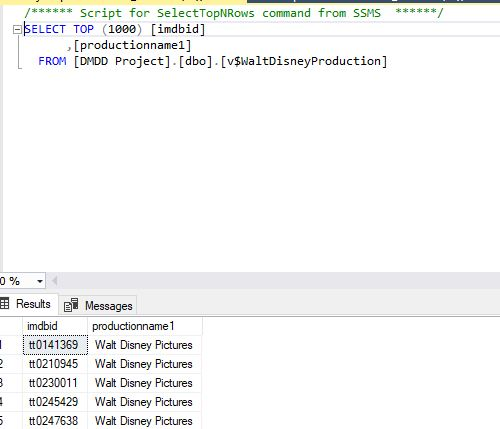 /****** Script for SelectTopNRows command from SSMS  ******/
SELECT TOP (1000) [imdbid]
,[productionname1]
FROM [DMDD Project].[dbo].[v$WaltDisneyProduction]
0 %
Results Messages
imdbid productionname1
1 tt0141369 Walt Disney Pictures
2 tt0210945 Walt Disney Pictures
3 tt0230011 Walt Disney Pictures
4 tt0245429 Walt Disney Pictures
5 tt0247638 Walt Disney Pictures